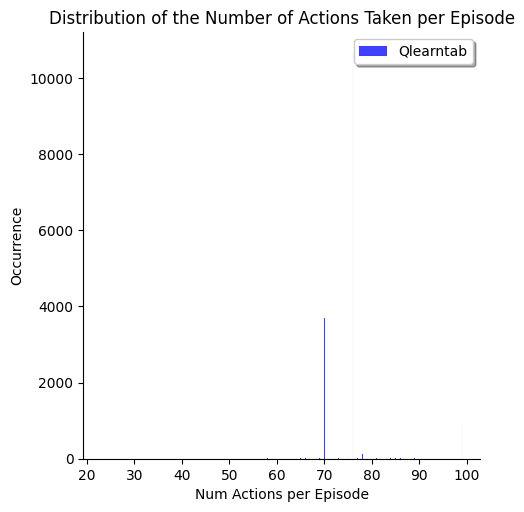 Distribution of the Number of Actions Taken per Episode
Qlearntab
10000
8000
6000
4000
2000
0
Occurrence
20 30 40 50 60 70 80 90 100
Num Actions per Episode